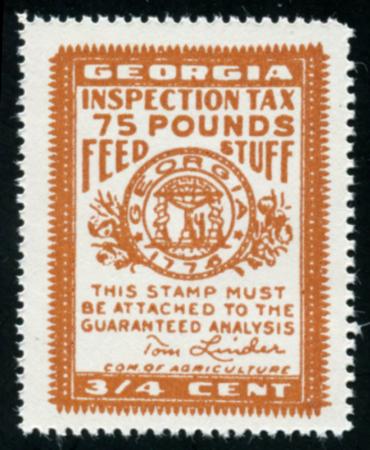 GEORGIA
INSPECTION TAX
75 POUNDS
FEED STUFF
GEORGIA
1776
THIS STAMP MUST
BE ATTACHED TO THE
GUARANTEED ANALYSIS
Tom Linder
COM OF AGRICULTURE
3/4 CENT